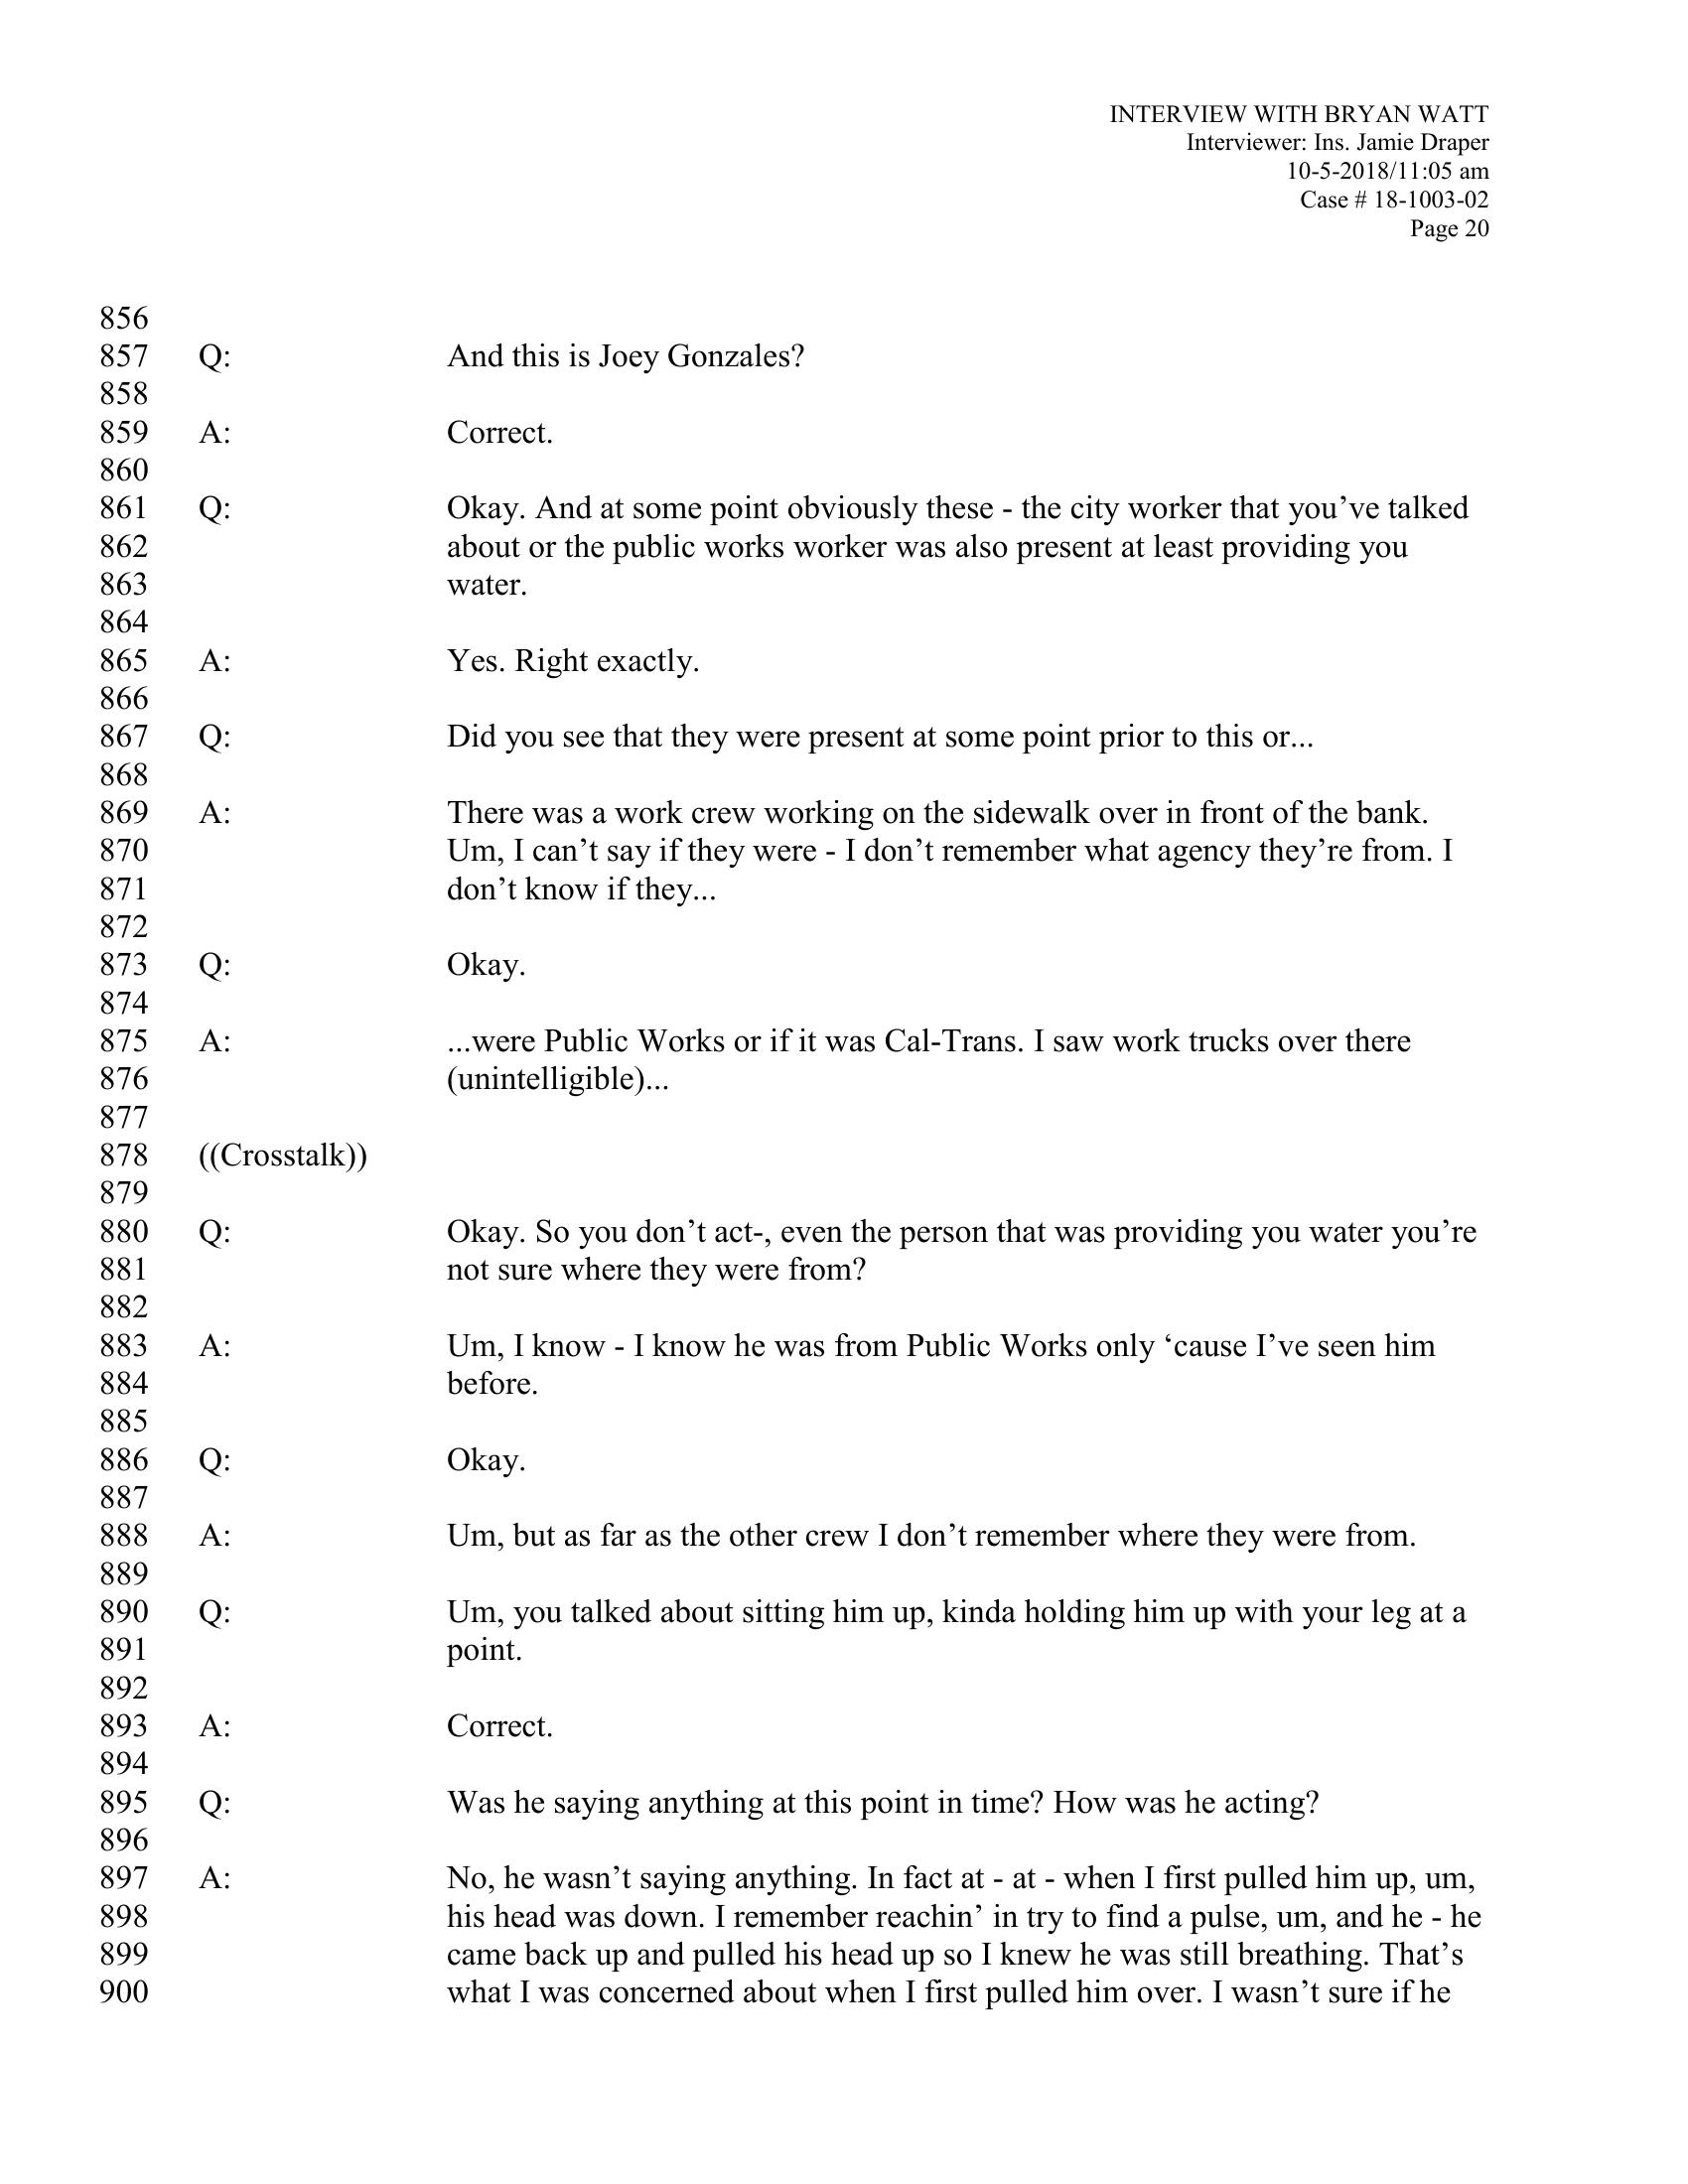 INTERVIEW WITH BRYAN WATT
Interviewer: Ins. Jamie Draper
10-5-2018/11:05 am
Case # 18-1003-02
Page 20
856
857 Q: And this is Joey Gonzales?
858
859 A: Correct.
860
861 Q: Okay. And at some point obviously these - the city worker that you’ve talked
862 about or the public works worker was also present at least providing you
863 water.
864
865 A: Yes. Right exactly.
866
867 Q: Did you see that they were present at some point prior to this or...
868
869 A: There was a work crew working on the sidewalk over in front of the bank.
870 Um, I can’t say if they were - I don’t remember what agency they’re from. I
871 don’t know if they...
872
873 Q: Okay.
874
875 A: ...were Public Works or if it was Cal-Trans. I saw work trucks over there
876 (unintelligible)...
877
878 ((Crosstalk))
879
880 Q: Okay. So you don’t act-, even the person that was providing you water you’re
881 not sure where they were from?
882
883 A: Um, I know - I know he was from Public Works only ‘cause I’ve seen him
884 before.
885
886 Q: Okay.
887
888 A: Um, but as far as the other crew I don’t remember where they were from.
889
890 Q: Um, you talked about sitting him up, kinda holding him up with your leg at a
891 point.
892
893 A: Correct.
894
895 Q: Was he saying anything at this point in time? How was he acting?
896
897 A: No, he wasn’t saying anything. In fact at - at - when I first pulled him up, um,
898 his head was down. I remember reachin’ in try to find a pulse, um, and he - he
899 came back up and pulled his head up so I knew he was still breathing. That’s
900 what I was concerned about when I first pulled him over. I wasn’t sure if he